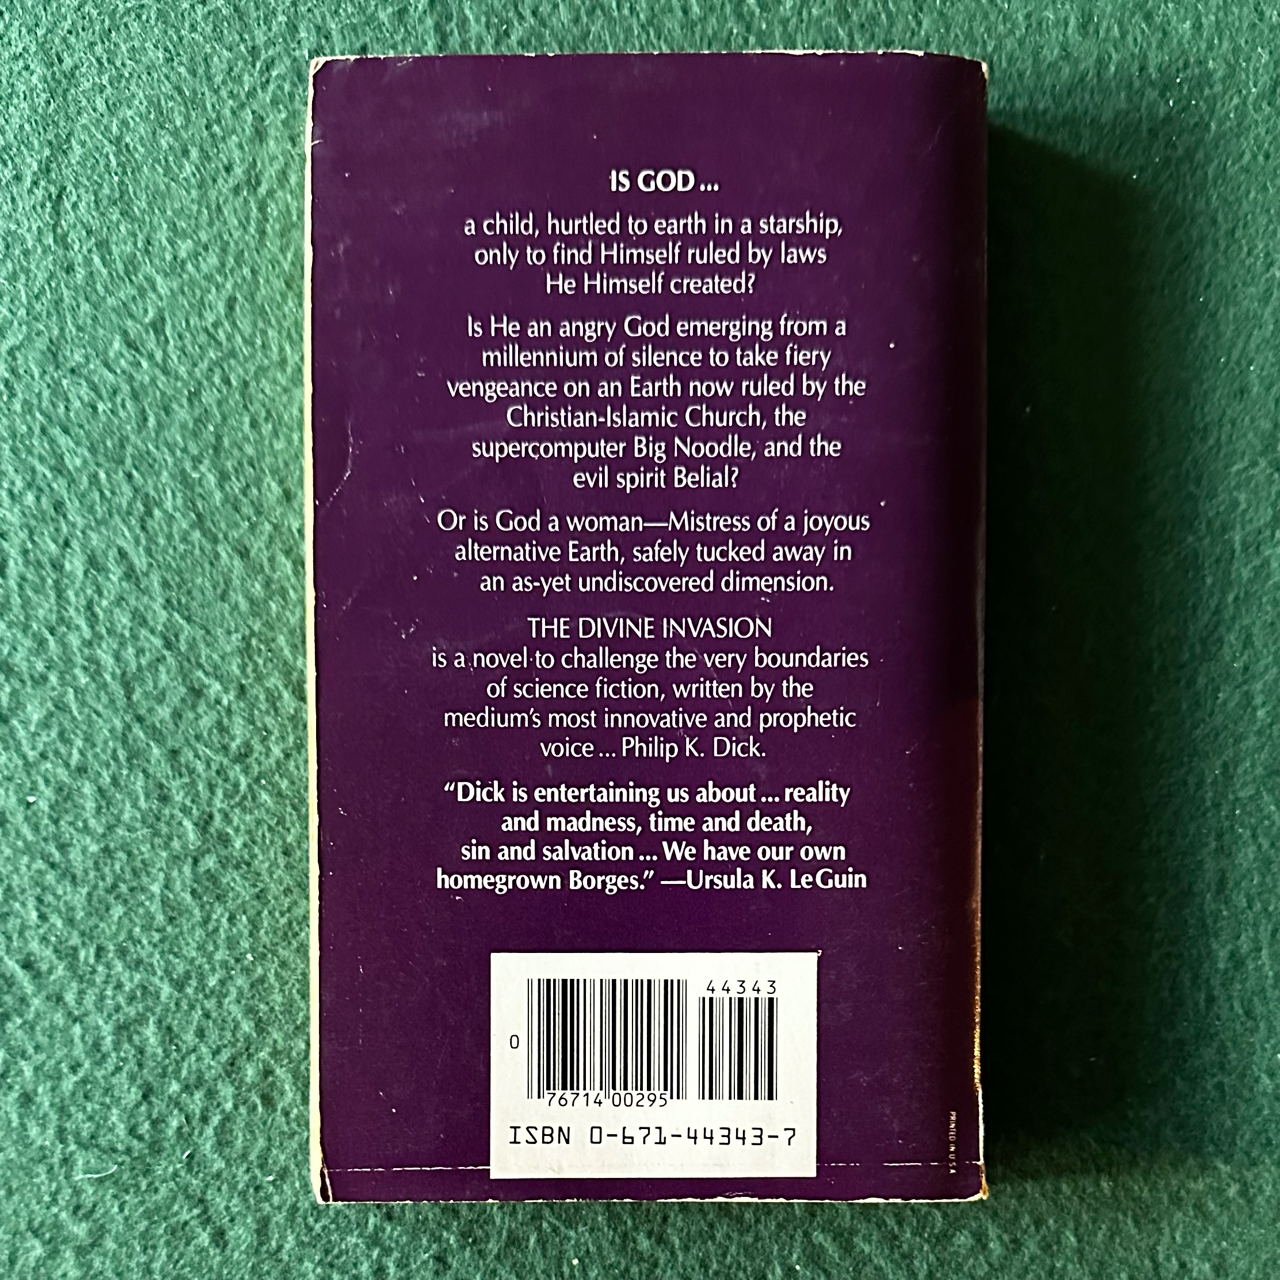 IS GOD...
a child, hurtled to earth in a starship,
only to find Himself ruled by laws
He Himself created?
Is He an angry God emerging from a
millennium of silence to take fiery
vengeance on an Earth now ruled by the
Christian-Islamic Church, the
supercomputer Big Noodle, and the
evil spirit Belial?
Or is God a woman—Mistress of a joyous
alternative Earth, safely tucked away in
an as-yet undiscovered dimension.
THE DIVINE INVASION
is a novel to challenge the very boundaries
of science fiction, written by the
medium's most innovative and prophetic
voice... Philip K. Dick.
"Dick is entertaining us about... reality
and madness, time and death,
sin and salvation... We have our own
homegrown Borges." —Ursula K. LeGuin
44343
0
76714 00295
ISBN 0-671-44343-7
PRINTED IN U.S.A.